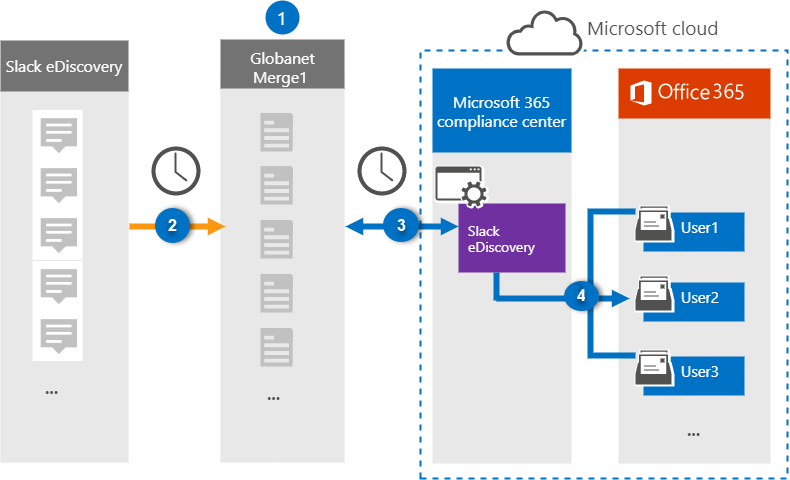 1
Microsoft cloud
Slack eDiscovery
Globanet
Merge1
Microsoft 365
compliance center
Office 365
2
3
Slack
eDiscovery
4
User1
User2
User3
...
...
...